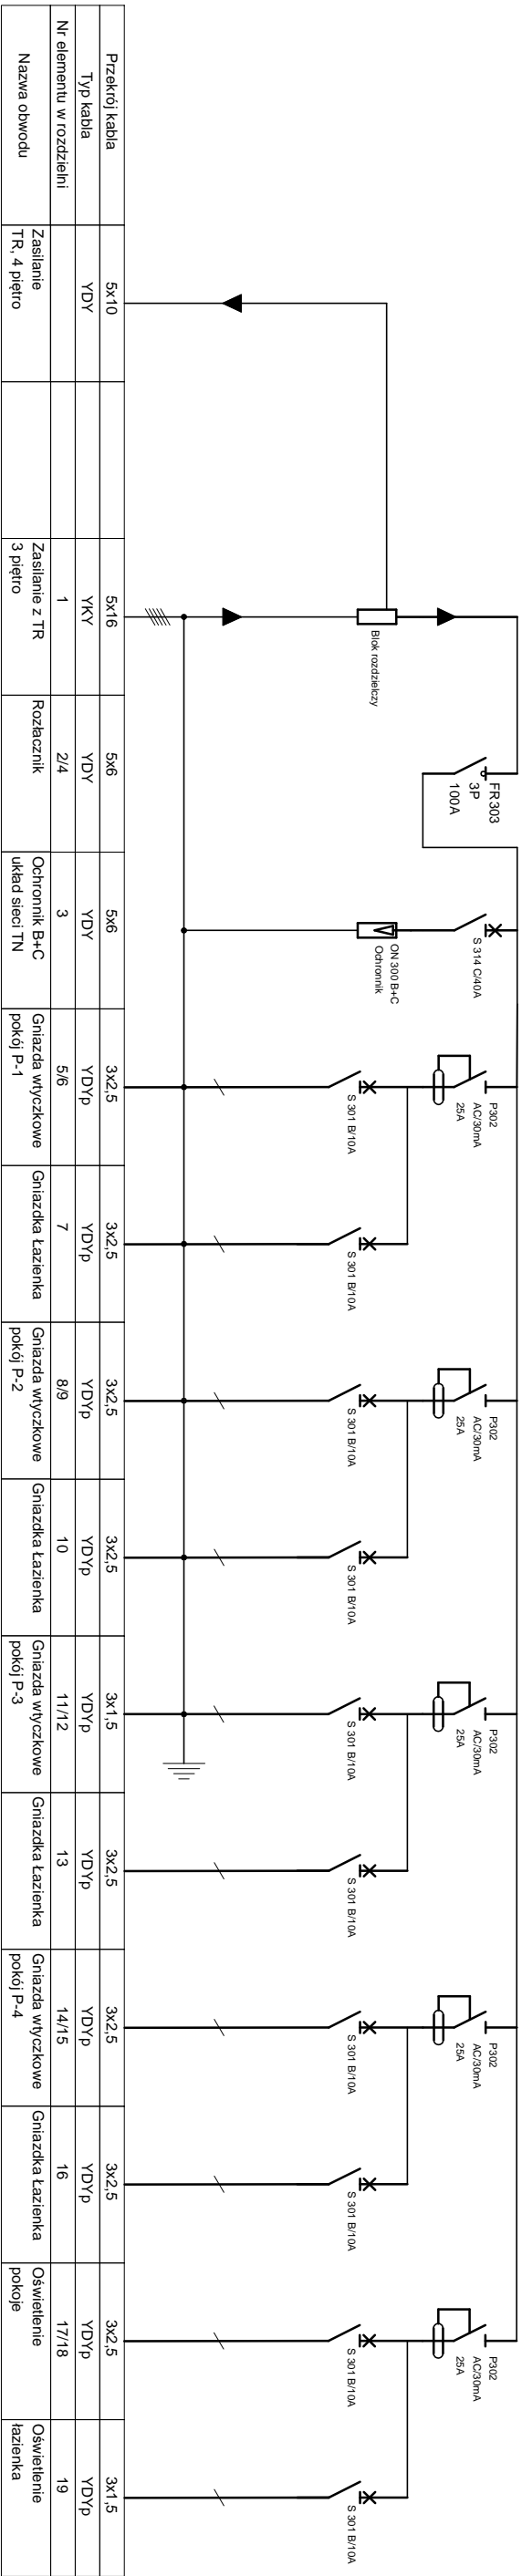 Blok rozdzielczy
FR303
3P
100A
S 314 C/40A
ON 300 B+C
Ochronnik
P302
AC/30mA
25A
S 301 B/10A
S 301 B/10A
P302
AC/30mA
25A
S 301 B/10A
S 301 B/10A
P302
AC/30mA
25A
S 301 B/10A
S 301 B/10A
P302
AC/30mA
25A
S 301 B/10A
S 301 B/10A
P302
AC/30mA
25A
S 301 B/10A
S 301 B/10A
Przekrój kabla 5x10 5x16 5x6 5x6 3x2,5 3x2,5 3x2,5 3x2,5 3x1,5 3x2,5 3x2,5 3x2,5 3x2,5 3x1,5
Typ kabla YDY YKY YDY YDY YDYp YDYp YDYp YDYp YDYp YDYp YDYp YDYp YDYp YDYp
Nr elementu w rozdzielni 1 2/4 3 5/6 7 8/9 10 11/12 13 14/15 16 17/18 19
Nazwa obwodu
Zasilanie
TR, 4 piętro
Zasilanie z TR
3 piętro
Rozłacznik
Ochronnik B+C
układ sieci TN
Gniazda wtyczkowe
pokój P-1
Gniazdka Łazienka
Gniazda wtyczkowe
pokój P-2
Gniazdka Łazienka
Gniazda wtyczkowe
pokój P-3
Gniazdka Łazienka
Gniazda wtyczkowe
pokój P-4
Gniazdka Łazienka
Oświetlenie
pokoje
Oświetlenie
łazienka